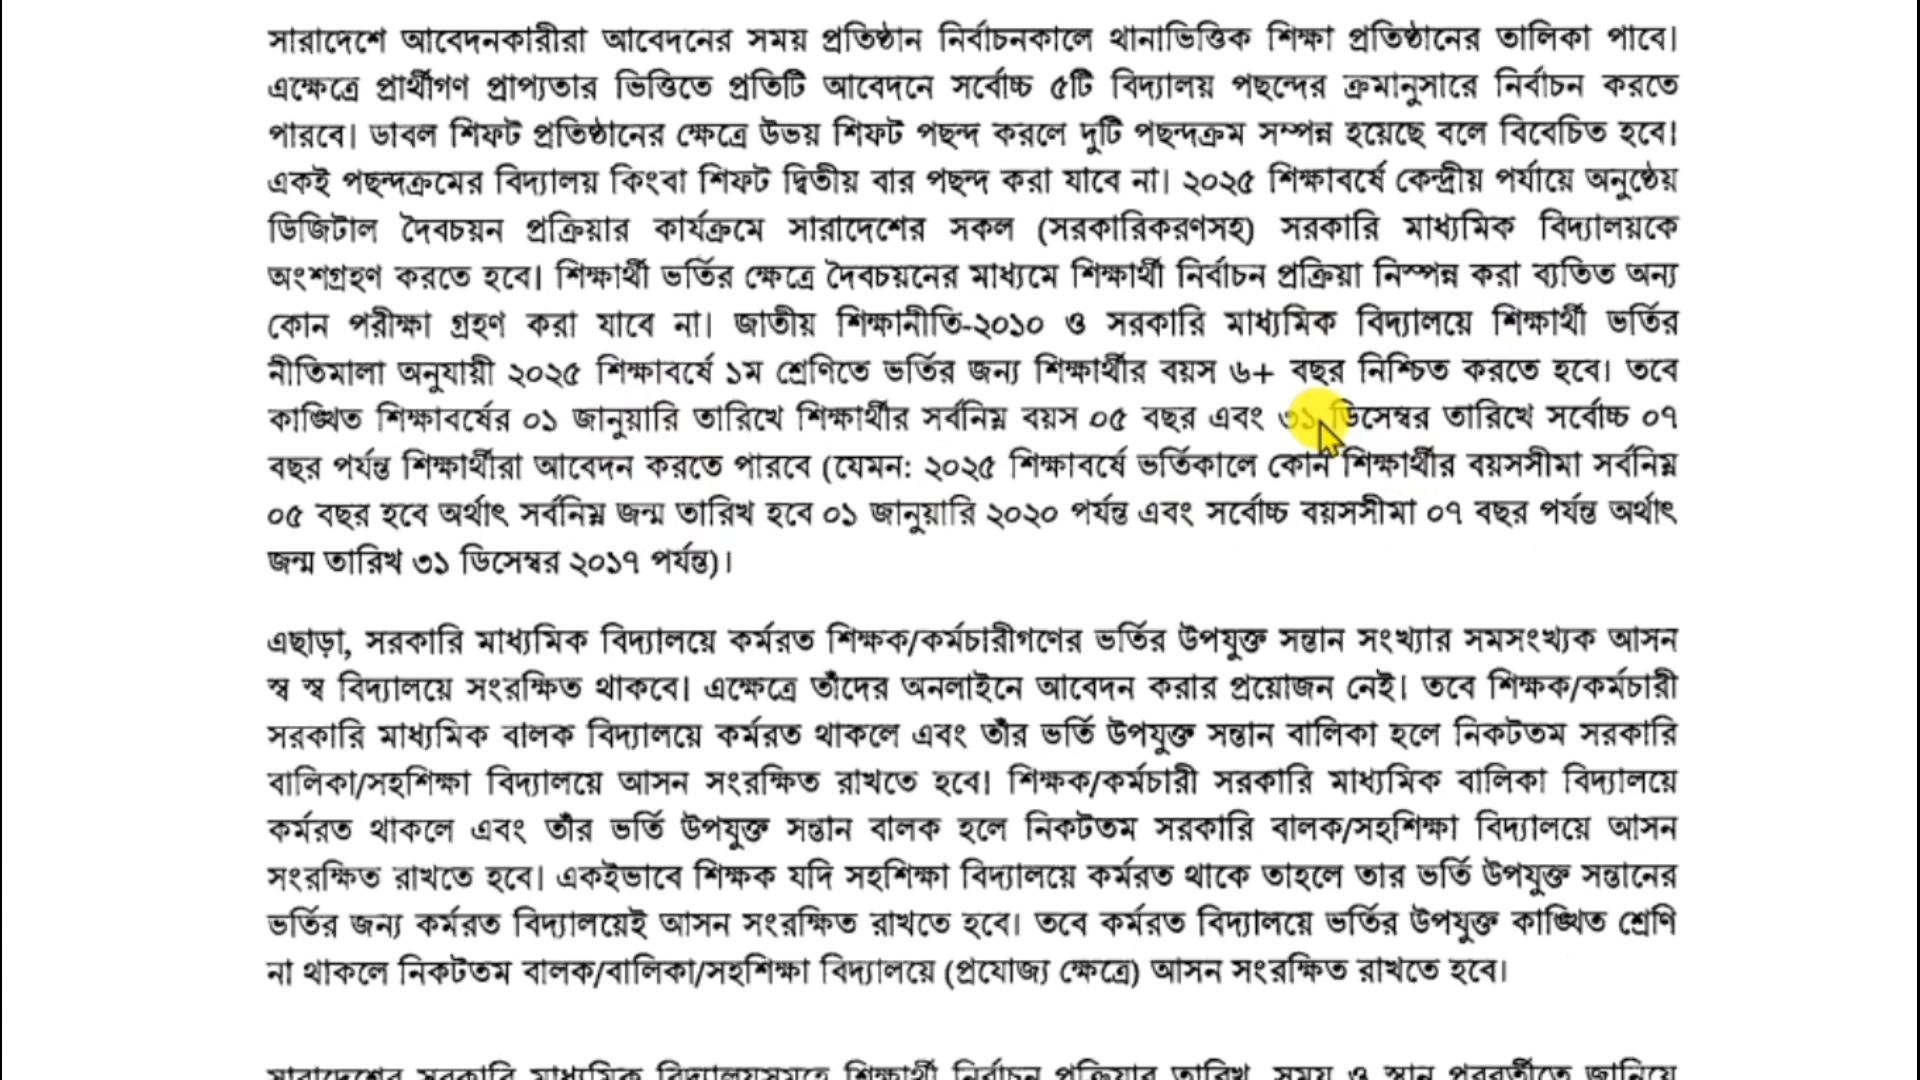 সারাদেশে আবেদনকারীরা আবেদনের সময় প্রতিষ্ঠান নির্বাচনকালে থানাভিত্তিক শিক্ষা প্রতিষ্ঠানের তালিকা পাবে।
এক্ষেত্রে প্রার্থীগণ প্রাপ্যতার ভিত্তিতে প্রতিটি আবেদনে সর্বোচ্চ ৫টি বিদ্যালয় পছন্দের ক্রমানুসারে নির্বাচন করতে
পারবে। ডাবল শিফট প্রতিষ্ঠানের ক্ষেত্রে উভয় শিফট পছন্দ করলে দুটি পছন্দক্রম সম্পন্ন হয়েছে বলে বিবেচিত হবে।
একই পছন্দক্রমের বিদ্যালয় কিংবা শিফট দ্বিতীয় বার পছন্দ করা যাবে না। ২০২৫ শিক্ষাবর্ষে কেন্দ্রীয় পর্যায়ে অনুষ্ঠেয়
ডিজিটাল দৈবচয়ন প্রক্রিয়ার কার্যক্রমে সারাদেশের সকল (সরকারিকরণসহ) সরকারি মাধ্যমিক বিদ্যালয়কে
অংশগ্রহণ করতে হবে। শিক্ষার্থী ভর্তির ক্ষেত্রে দৈবচয়নের মাধ্যমে শিক্ষার্থী নির্বাচন প্রক্রিয়া নিস্পন্ন করা ব্যতিত অন্য
কোন পরীক্ষা গ্রহণ করা যাবে না। জাতীয় শিক্ষানীতি-২০১০ ও সরকারি মাধ্যমিক বিদ্যালয়ে শিক্ষার্থী ভর্তির
নীতিমালা অনুযায়ী ২০২৫ শিক্ষাবর্ষে ১ম শ্রেণিতে ভর্তির জন্য শিক্ষার্থীর বয়স ৬+ বছর নিশ্চিত করতে হবে। তবে
কাঙ্খিত শিক্ষাবর্ষের ০১ জানুয়ারি তারিখে শিক্ষার্থীর সর্বনিম্ন বয়স ০৫ বছর এবং ৩১ ডিসেম্বর তারিখে সর্বোচ্চ ০৭
বছর পর্যন্ত শিক্ষার্থীরা আবেদন করতে পারবে (যেমন: ২০২৫ শিক্ষাবর্ষে ভর্তিকালে কোন শিক্ষার্থীর বয়সসীমা সর্বনিম্ন
০৫ বছর হবে অর্থাৎ সর্বনিম্ন জন্ম তারিখ হবে ০১ জানুয়ারি ২০২০ পর্যন্ত এবং সর্বোচ্চ বয়সসীমা ০৭ বছর পর্যন্ত অর্থাৎ
জন্ম তারিখ ৩১ ডিসেম্বর ২০১৭ পর্যন্ত)।
এছাড়া, সরকারি মাধ্যমিক বিদ্যালয়ে কর্মরত শিক্ষক/কর্মচারীগণের ভর্তির উপযুক্ত সন্তান সংখ্যার সমসংখ্যক আসন
স্ব স্ব বিদ্যালয়ে সংরক্ষিত থাকবে। এক্ষেত্রে তাঁদের অনলাইনে আবেদন করার প্রয়োজন নেই। তবে শিক্ষক/কর্মচারী
সরকারি মাধ্যমিক বালক বিদ্যালয়ে কর্মরত থাকলে এবং তাঁর ভর্তি উপযুক্ত সন্তান বালিকা হলে নিকটতম সরকারি
বালিকা/সহশিক্ষা বিদ্যালয়ে আসন সংরক্ষিত রাখতে হবে। শিক্ষক/কর্মচারী সরকারি মাধ্যমিক বালিকা বিদ্যালয়ে
কর্মরত থাকলে এবং তাঁর ভর্তি উপযুক্ত সন্তান বালক হলে নিকটতম সরকারি বালক/সহশিক্ষা বিদ্যালয়ে আসন
সংরক্ষিত রাখতে হবে। একইভাবে শিক্ষক যদি সহশিক্ষা বিদ্যালয়ে কর্মরত থাকে তাহলে তার ভর্তি উপযুক্ত সন্তানের
ভর্তির জন্য কর্মরত বিদ্যালয়েই আসন সংরক্ষিত রাখতে হবে। তবে কর্মরত বিদ্যালয়ে ভর্তির উপযুক্ত কাঙ্খিত শ্রেণি
না থাকলে নিকটতম বালক/বালিকা/সহশিক্ষা বিদ্যালয়ে (প্রযোজ্য ক্ষেত্রে) আসন সংরক্ষিত রাখতে হবে।
সারাদেশের সরকারি মাধ্যমিক বিদ্যালয়সমূহে শিক্ষার্থী নির্বাচন প্রক্রিয়ার তারিখ, সময় ও স্থান পরবর্তীতে জানিয়ে